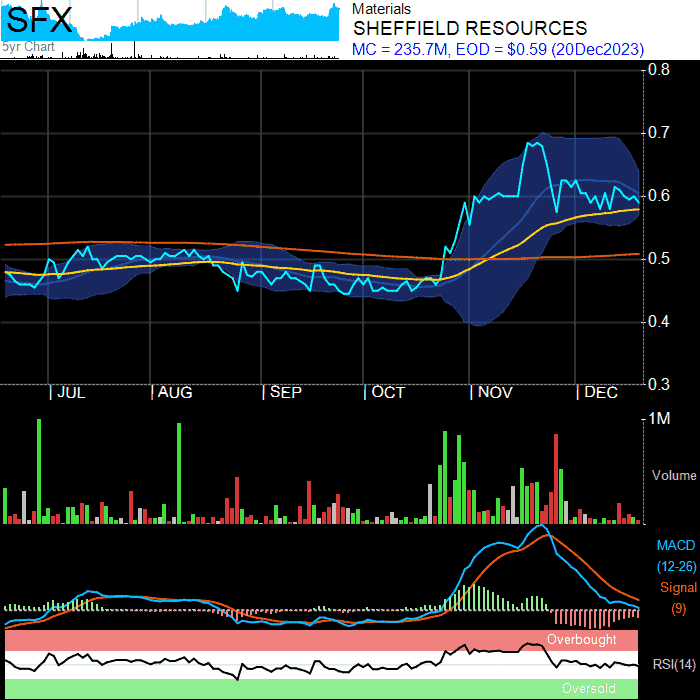 SFX
5yr Chart
Materials
SHEFFIELD RESOURCES
MC = 235.7M, EOD = $0.59 (20Dec2023)
0.8
0.7
0.6
0.5
0.4
0.3
JUL
AUG
SEP
OCT
NOV
DEC
1M
Volume
MACD
(12-26)
Signal
(9)
Overbought
RSI(14)
Oversold